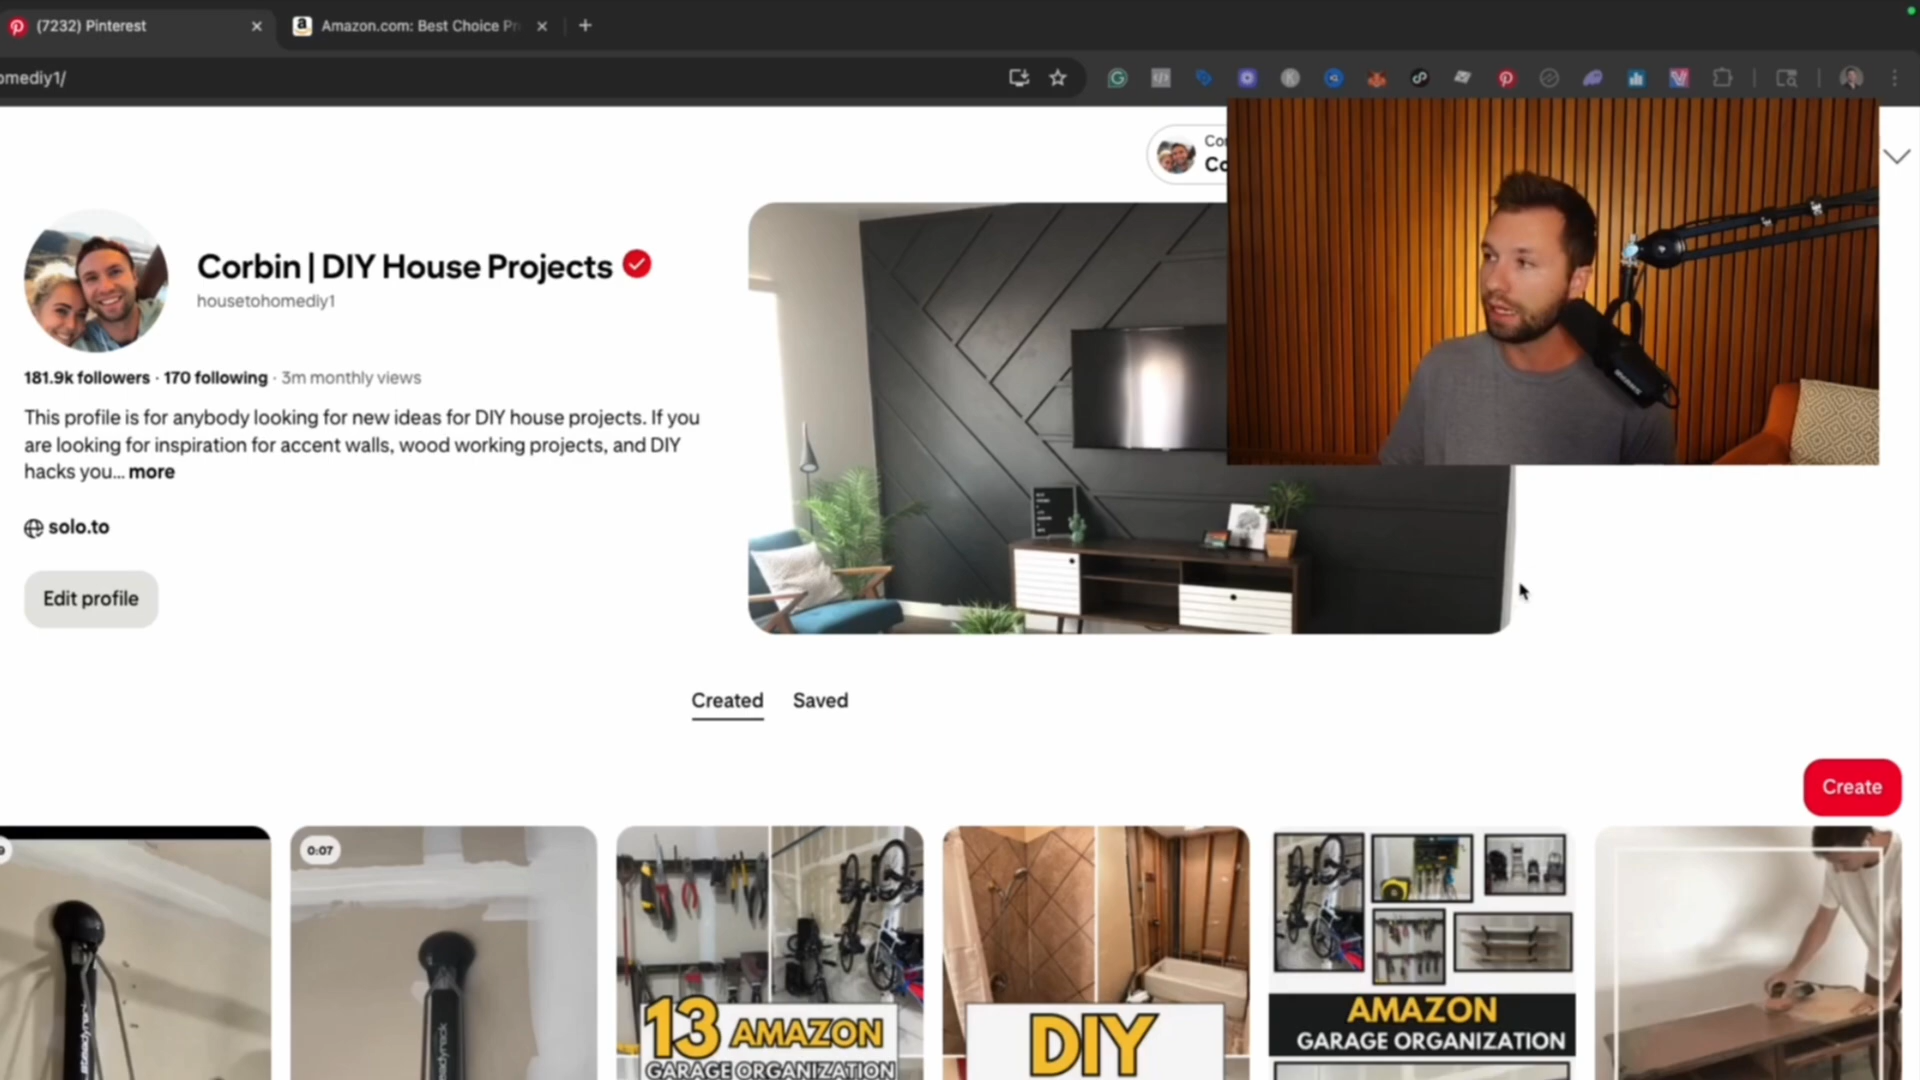 (7232) Pinterest
Amazon.com: Best Choice Pr
omediy1/
Cor
Co
Corbin | DIY House Projects
housetohomediy1
181.9k followers · 170 following · 3m monthly views
This profile is for anybody looking for new ideas for DIY house projects. If you
are looking for inspiration for accent walls, wood working projects, and DIY
hacks you... more
solo.to
Edit profile
Created
Saved
Create
9
0:07
13 AMAZON
GARAGE ORGANIZATION
DIY
AMAZON
GARAGE ORGANIZATION